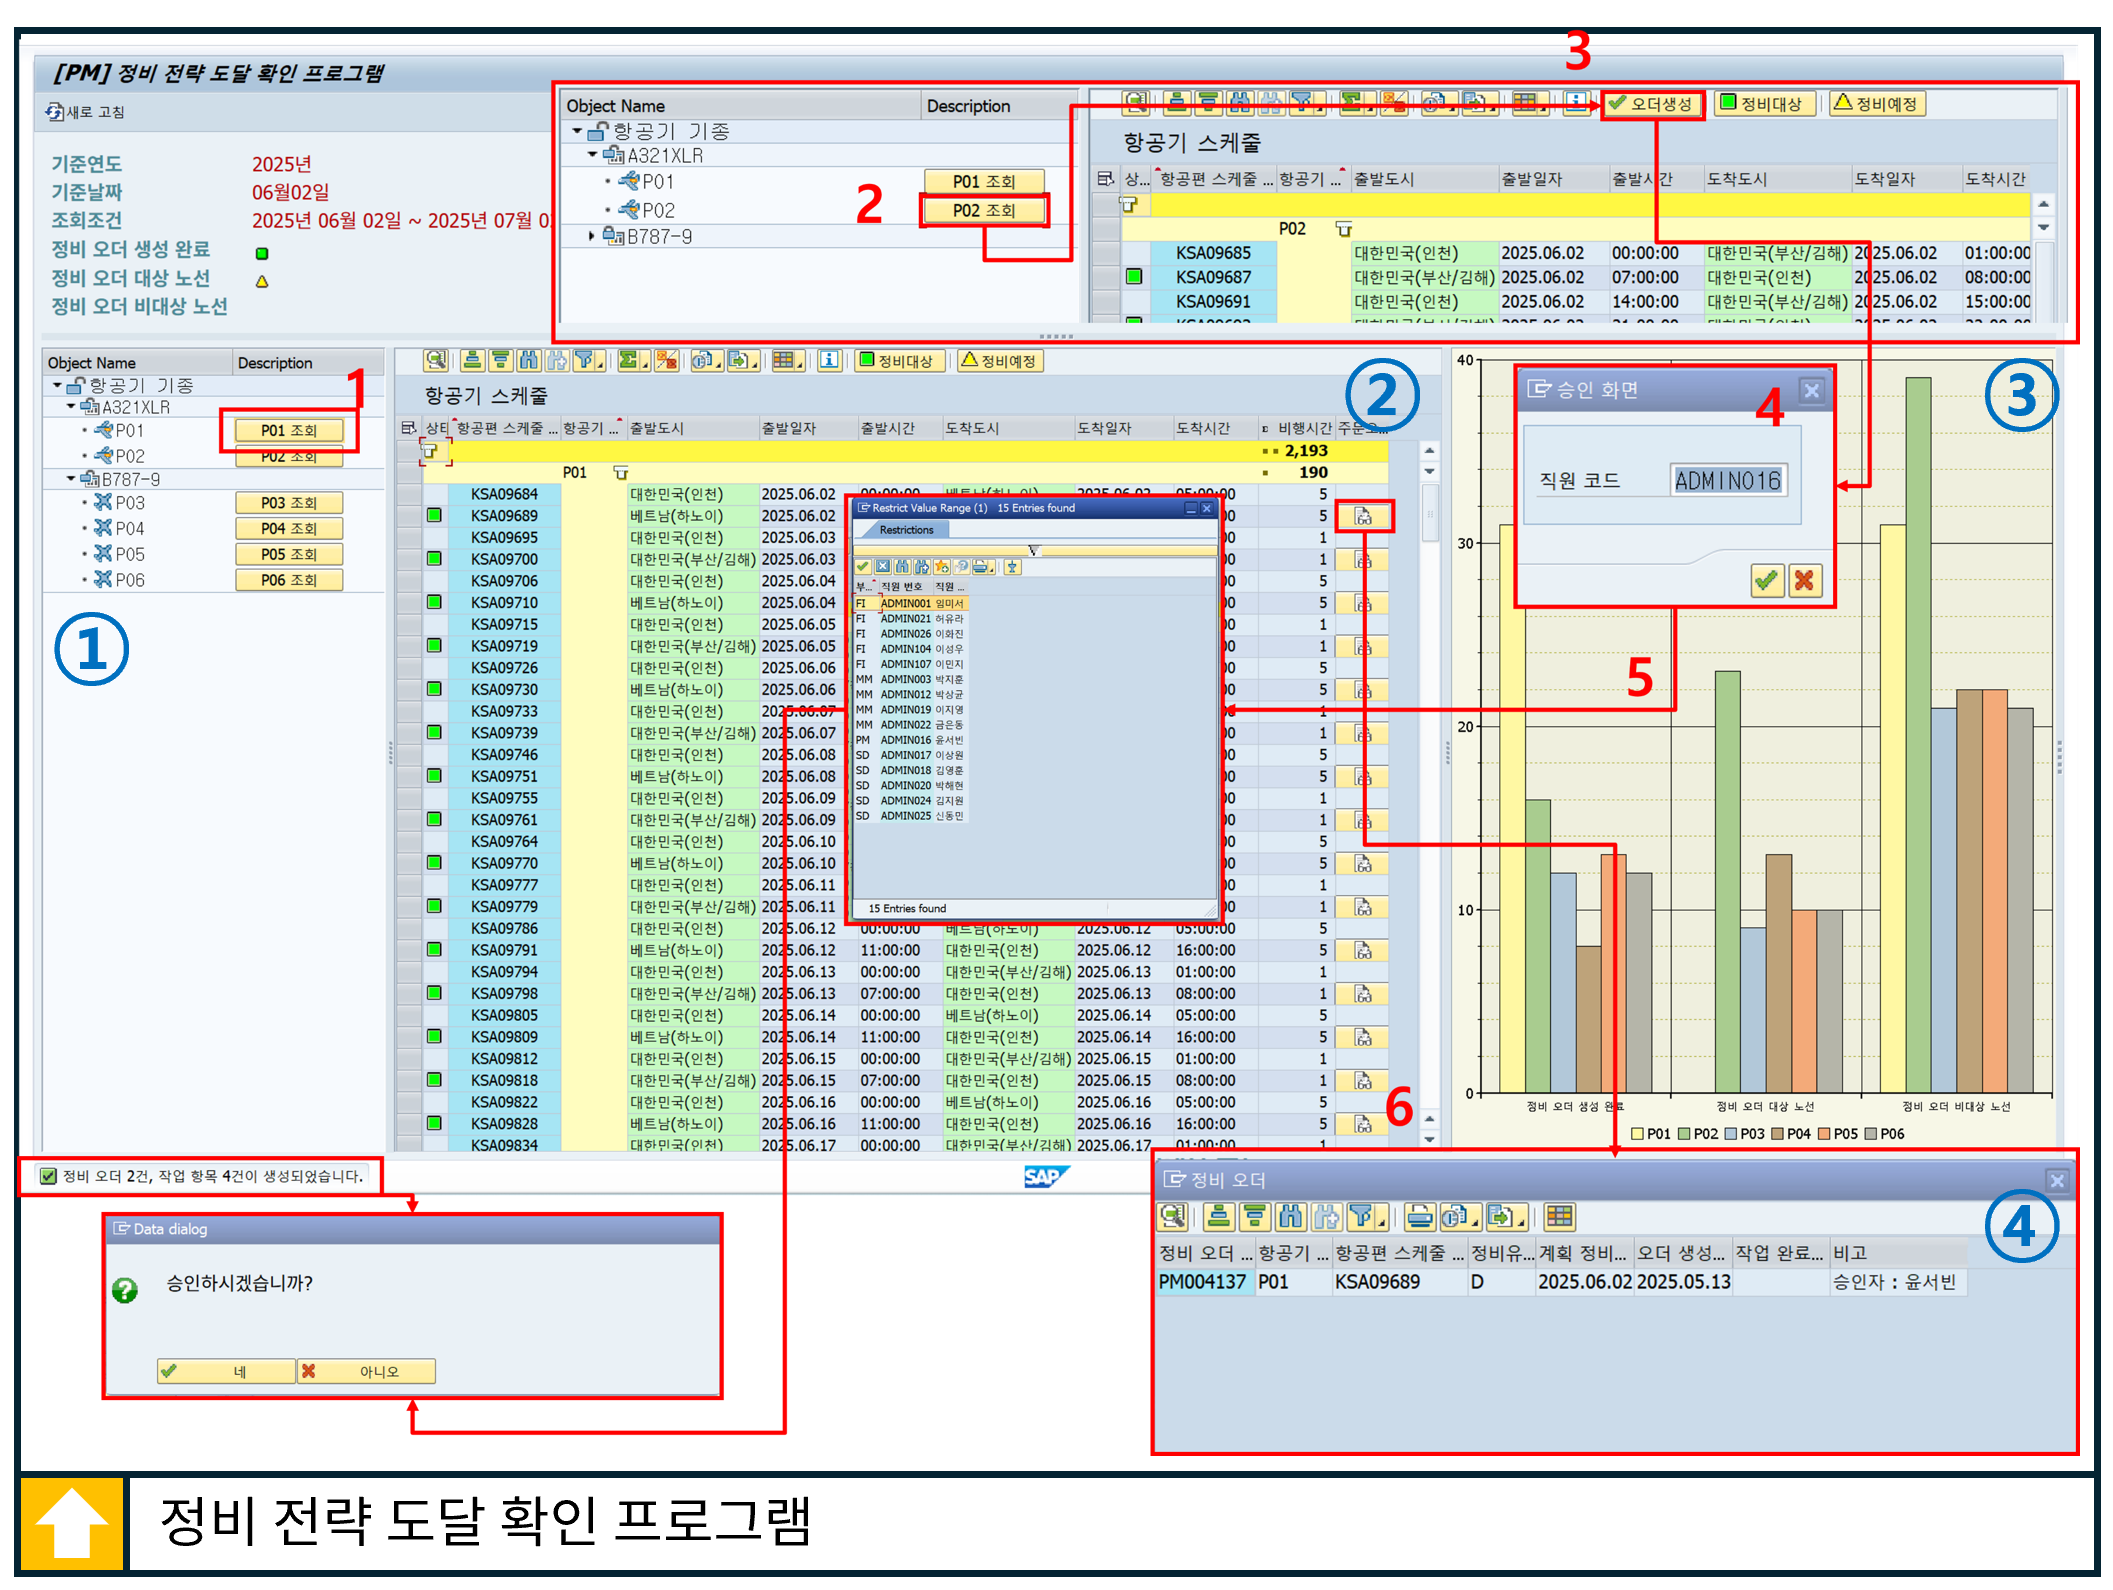 [PM] 정비 전략 도달 확인 프로그램
새로 고침
기준연도 2025년
기준날짜 06월02일
조회조건 2025년 06월 02일 ~ 2025년 07월
정비 오더 생성 완료
정비 오더 대상 노선
정비 오더 비대상 노선
3
Object Name Description
항공기 기종
A321XLR
P01 P01 조회
2
P02 P02 조회
B787-9
오더생성 정비대상 정비예정
항공기 스케줄
상... 항공편 스케줄 ... 항공기 ... 출발도시 출발일자 출발시간 도착도시 도착일자 도착시간
P02
KSA09685 대한민국(인천) 2025.06.02 00:00:00 대한민국(부산/김해) 2025.06.02 01:00:00
KSA09687 대한민국(부산/김해) 2025.06.02 07:00:00 대한민국(인천) 2025.06.02 08:00:00
KSA09691 대한민국(인천) 2025.06.02 14:00:00 대한민국(부산/김해) 2025.06.02 15:00:00
Object Name Description
1
항공기 기종
A321XLR
P01 P01 조회
P02 P02 조회
B787-9
P03 P03 조회
P04 P04 조회
P05 P05 조회
P06 P06 조회
①
정비대상 정비예정
항공기 스케줄
②
항공편 스케줄 ... 항공기 ... 출발도시 출발일자 출발시간 도착도시 도착일자 도착시간 비행시간
2,193
P01 190
KSA09684 대한민국(인천) 2025.06.02 5
KSA09689 베트남(하노이) 2025.06.02 5
KSA09695 대한민국(인천) 2025.06.03 1
KSA09700 대한민국(부산/김해) 2025.06.03 1
KSA09706 대한민국(인천) 2025.06.04 5
KSA09710 베트남(하노이) 2025.06.04 5
KSA09715 대한민국(인천) 2025.06.05 1
KSA09719 대한민국(부산/김해) 2025.06.05 1
KSA09726 대한민국(인천) 2025.06.06 5
KSA09730 베트남(하노이) 2025.06.06 5
KSA09733 대한민국(인천) 2025.06.07 1
KSA09739 대한민국(부산/김해) 2025.06.07 1
KSA09746 대한민국(인천) 2025.06.08 5
KSA09751 베트남(하노이) 2025.06.08 5
KSA09755 대한민국(인천) 2025.06.09 1
KSA09761 대한민국(부산/김해) 2025.06.09 1
KSA09764 대한민국(인천) 2025.06.10 5
KSA09770 베트남(하노이) 2025.06.10 5
KSA09777 대한민국(인천) 2025.06.11 1
KSA09779 대한민국(부산/김해) 2025.06.11 1
KSA09786 대한민국(인천) 2025.06.12 00:00:00 베트남(하노이) 2025.06.12 05:00:00 5
KSA09791 베트남(하노이) 2025.06.12 11:00:00 대한민국(인천) 2025.06.12 16:00:00 5
KSA09794 대한민국(인천) 2025.06.13 00:00:00 대한민국(부산/김해) 2025.06.13 01:00:00 1
KSA09798 대한민국(부산/김해) 2025.06.13 07:00:00 대한민국(인천) 2025.06.13 08:00:00 1
KSA09805 대한민국(인천) 2025.06.14 00:00:00 베트남(하노이) 2025.06.14 05:00:00 5
KSA09809 베트남(하노이) 2025.06.14 11:00:00 대한민국(인천) 2025.06.14 16:00:00 5
KSA09812 대한민국(인천) 2025.06.15 00:00:00 대한민국(부산/김해) 2025.06.15 01:00:00 1
KSA09818 대한민국(부산/김해) 2025.06.15 07:00:00 대한민국(인천) 2025.06.15 08:00:00 1
KSA09822 대한민국(인천) 2025.06.16 00:00:00 베트남(하노이) 2025.06.16 05:00:00 5
KSA09828 베트남(하노이) 2025.06.16 11:00:00 대한민국(인천) 2025.06.16 16:00:00 5
KSA09834 대한민국(인천) 2025.06.17 00:00:00 대한민국(부산/김해) 2025.06.17 01:00:00 1
Restrict Value Range (1) 15 Entries found
Restrictions
부... 직원 번호 직원 ...
FI ADMIN001 임미서
FI ADMIN021 허유라
FI ADMIN026 이화진
FI ADMIN104 이성우
FI ADMIN107 이민지
MM ADMIN003 박지훈
MM ADMIN012 박상균
MM ADMIN019 이지영
MM ADMIN022 금은동
PM ADMIN016 윤서빈
SD ADMIN017 이상원
SD ADMIN018 김영훈
SD ADMIN020 박해현
SD ADMIN024 김지원
SD ADMIN025 신동민
15 Entries found
③
40
30
20
10
0
승인 화면
4
직원 코드 ADMIN016
5
정비 오더 생성 완료 정비 오더 대상 노선 정비 오더 비대상 노선
P01 P02 P03 P04 P05 P06
6
정비 오더 2건, 작업 항목 4건이 생성되었습니다.
SAP
Data dialog
승인하시겠습니까?
네 아니오
정비 오더
④
정비 오더 ... 항공기 ... 항공편 스케줄 ... 정비유... 계획 정비... 오더 생성... 작업 완료... 비고
PM004137 P01 KSA09689 D 2025.06.02 2025.05.13 승인자 : 윤서빈
정비 전략 도달 확인 프로그램